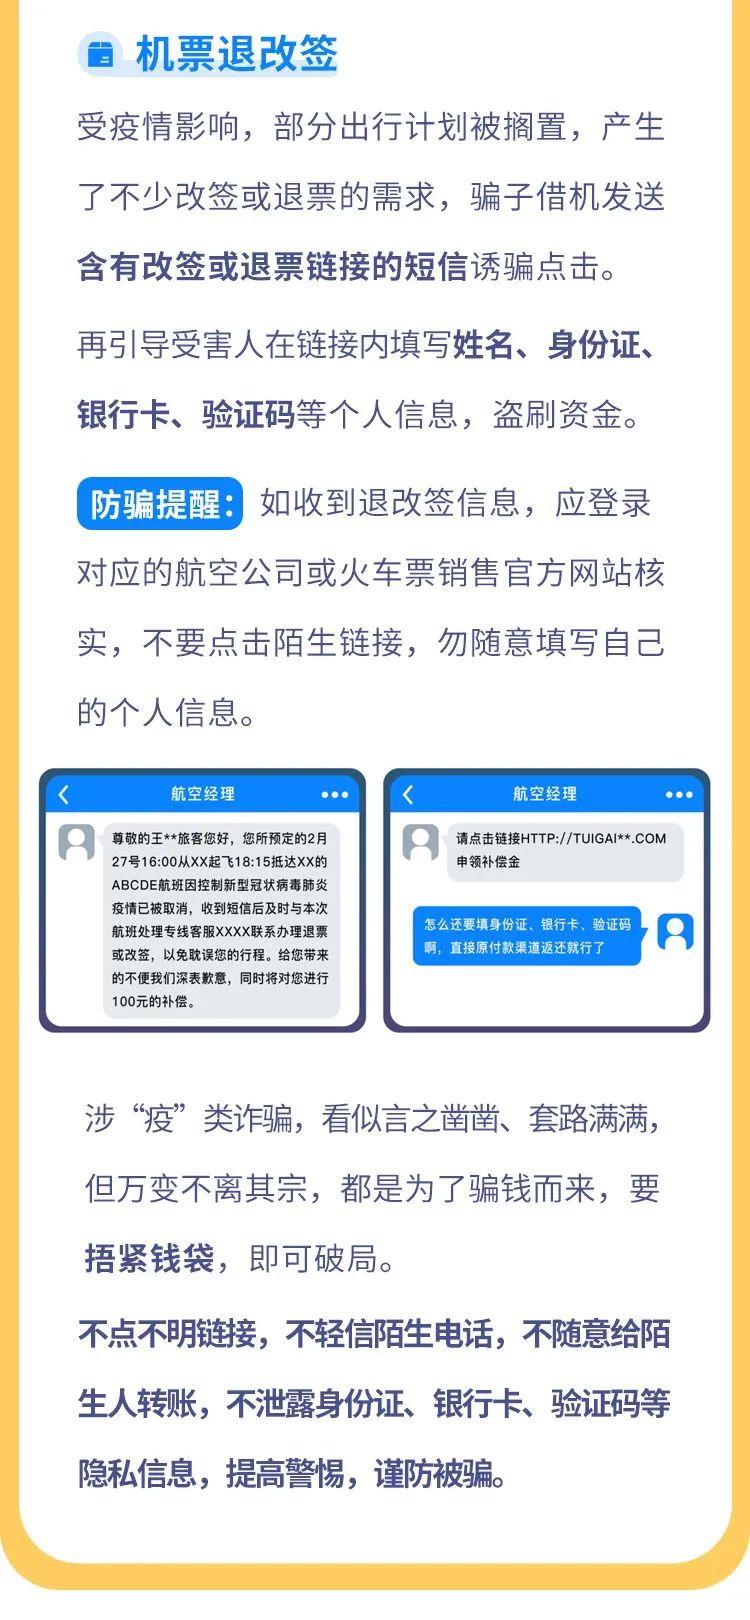 机票退改签
受疫情影响，部分出行计划被搁置，产生
了不少改签或退票的需求，骗子借机发送
含有改签或退票链接的短信诱骗点击。
再引导受害人在链接内填写姓名、身份证、
银行卡、验证码等个人信息，盗刷资金。
防骗提醒：如收到退改签信息，应登录
对应的航空公司或火车票销售官方网站核
实，不要点击陌生链接，勿随意填写自己
的个人信息。
航空经理
尊敬的王**旅客您好，您所预定的2月
27号16:00从XX起飞18:15抵达XX的
ABCDE航班因控制新型冠状病毒肺炎
疫情已被取消，收到短信后及时与本次
航班处理专线客服XXXX联系办理退票
或改签，以免耽误您的行程。给您带来
的不便我们深表歉意，同时将对您进行
100元的补偿。
航空经理
请点击链接HTTP://TUIGAI**.COM
申领补偿金
怎么还要填身份证、银行卡、验证码
啊，直接原付款渠道返还就行了
涉“疫”类诈骗，看似言之凿凿、套路满满，
但万变不离其宗，都是为了骗钱而来，要
捂紧钱袋，即可破局。
不点不明链接，不轻信陌生电话，不随意给陌
生人转账，不泄露身份证、银行卡、验证码等
隐私信息，提高警惕，谨防被骗。